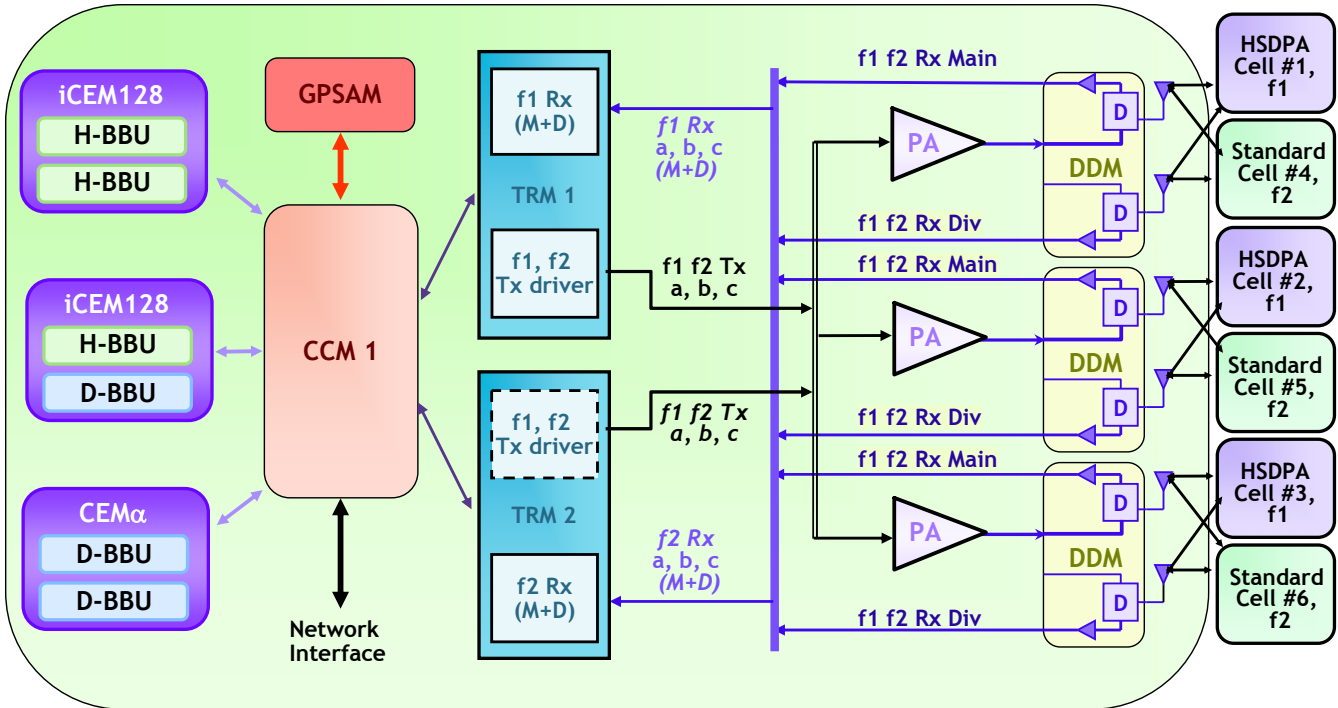 iCEM128
H-BBU
H-BBU
iCEM128
H-BBU
D-BBU
CEMα
D-BBU
D-BBU
GPSAM
CCM 1
Network
Interface
f1 Rx
(M+D)
TRM 1
f1, f2
Tx driver
f1, f2
Tx driver
TRM 2
f2 Rx
(M+D)
f1 Rx
a, b, c
(M+D)
f1 f2 Tx
a, b, c
f1 f2 Tx
a, b, c
f2 Rx
a, b, c
(M+D)
f1 f2 Rx Main
PA
D
DDM
D
f1 f2 Rx Div
f1 f2 Rx Main
D
PA
DDM
D
f1 f2 Rx Div
f1 f2 Rx Main
D
PA
DDM
D
f1 f2 Rx Div
HSDPA
Cell #1,
f1
Standard
Cell #4,
f2
HSDPA
Cell #2,
f1
Standard
Cell #5,
f2
HSDPA
Cell #3,
f1
Standard
Cell #6,
f2